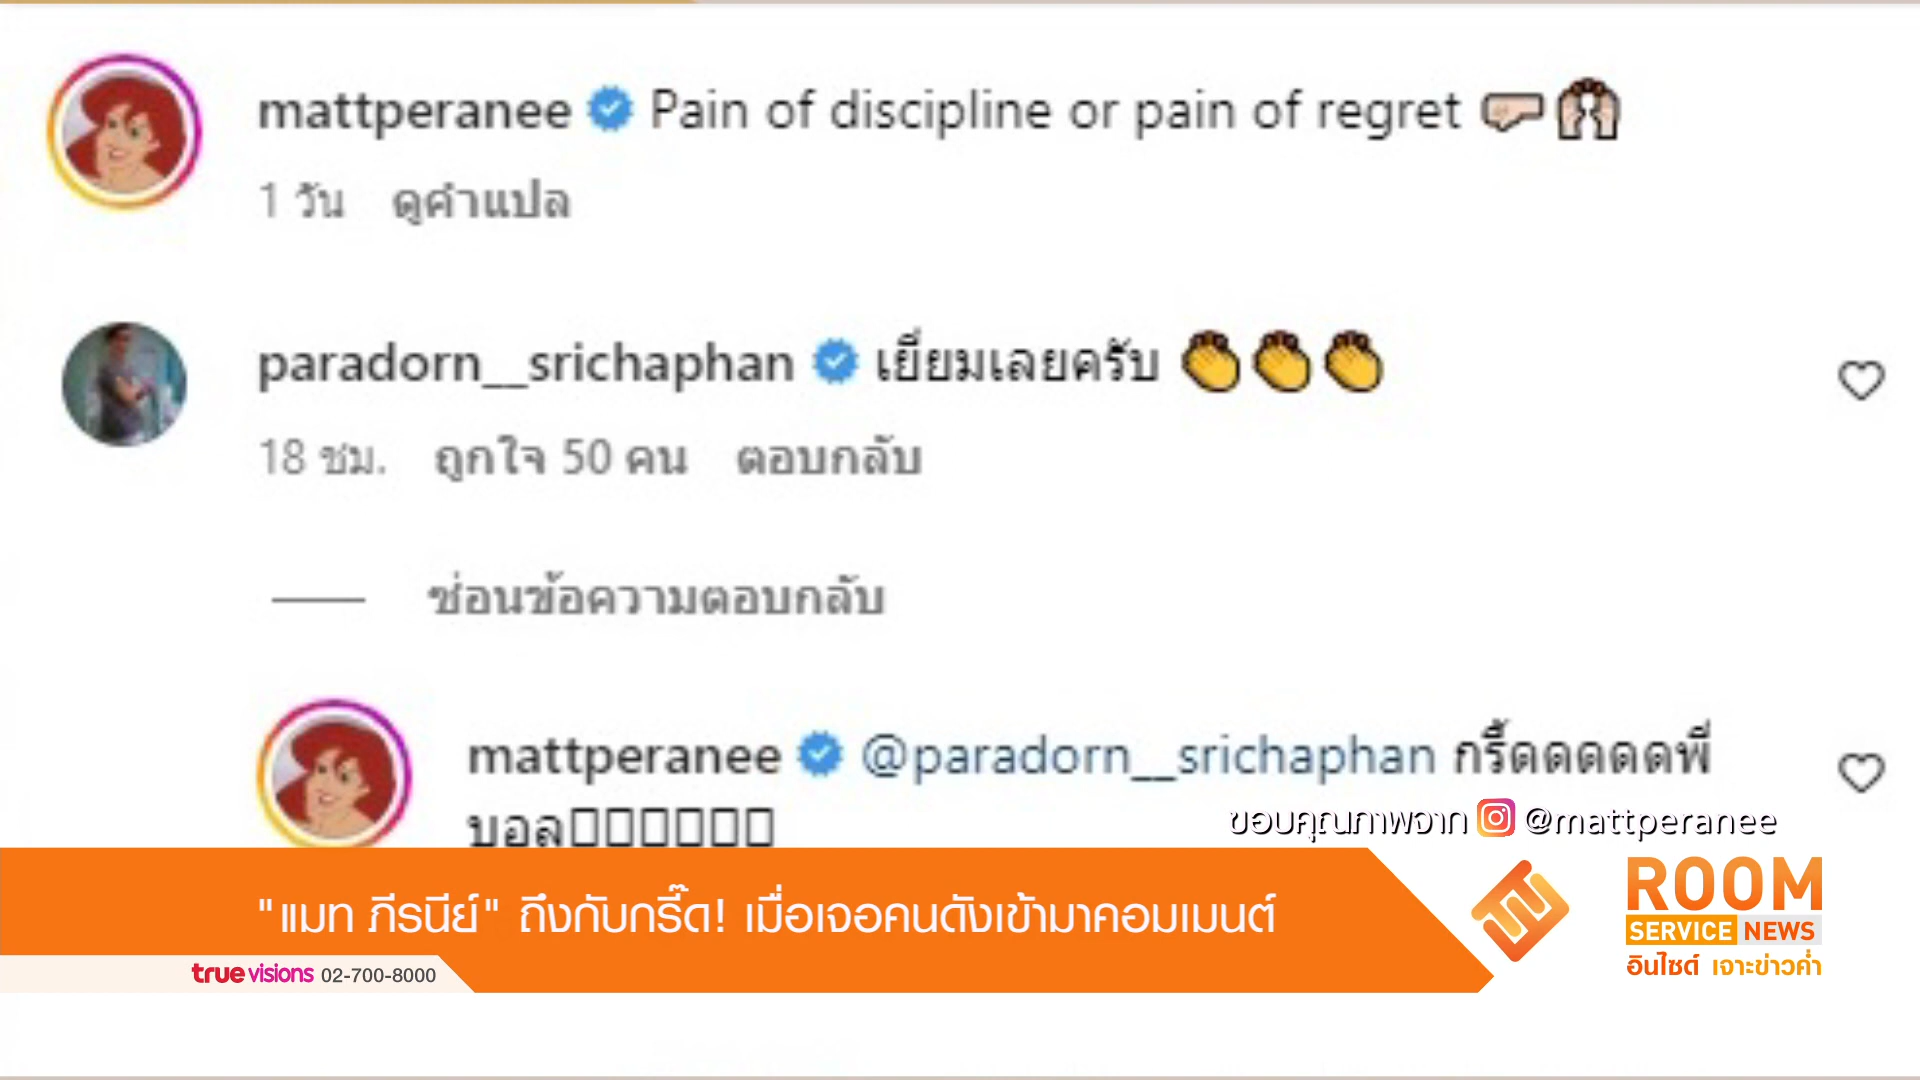 mattperanee Pain of discipline or pain of regret 🤛🏻🙌🏻
1 วัน ดูคำแปล
paradorn__srichaphan เยี่ยมเลยครับ 👏👏👏
18 ชม. ถูกใจ 50 คน ตอบกลับ
ซ่อนข้อความตอบกลับ
mattperanee @paradorn__srichaphan กรี้ดดดดดพี่
บอล▯▯▯▯▯▯
ขอบคุณภาพจาก @mattperanee
"แมท ภีรนีย์" ถึงกับกรี๊ด! เมื่อเจอคนดังเข้ามาคอมเมนต์
truevisions 02-700-8000
ROOM
SERVICE NEWS
อินไซด์ เจาะข่าวค่ำ